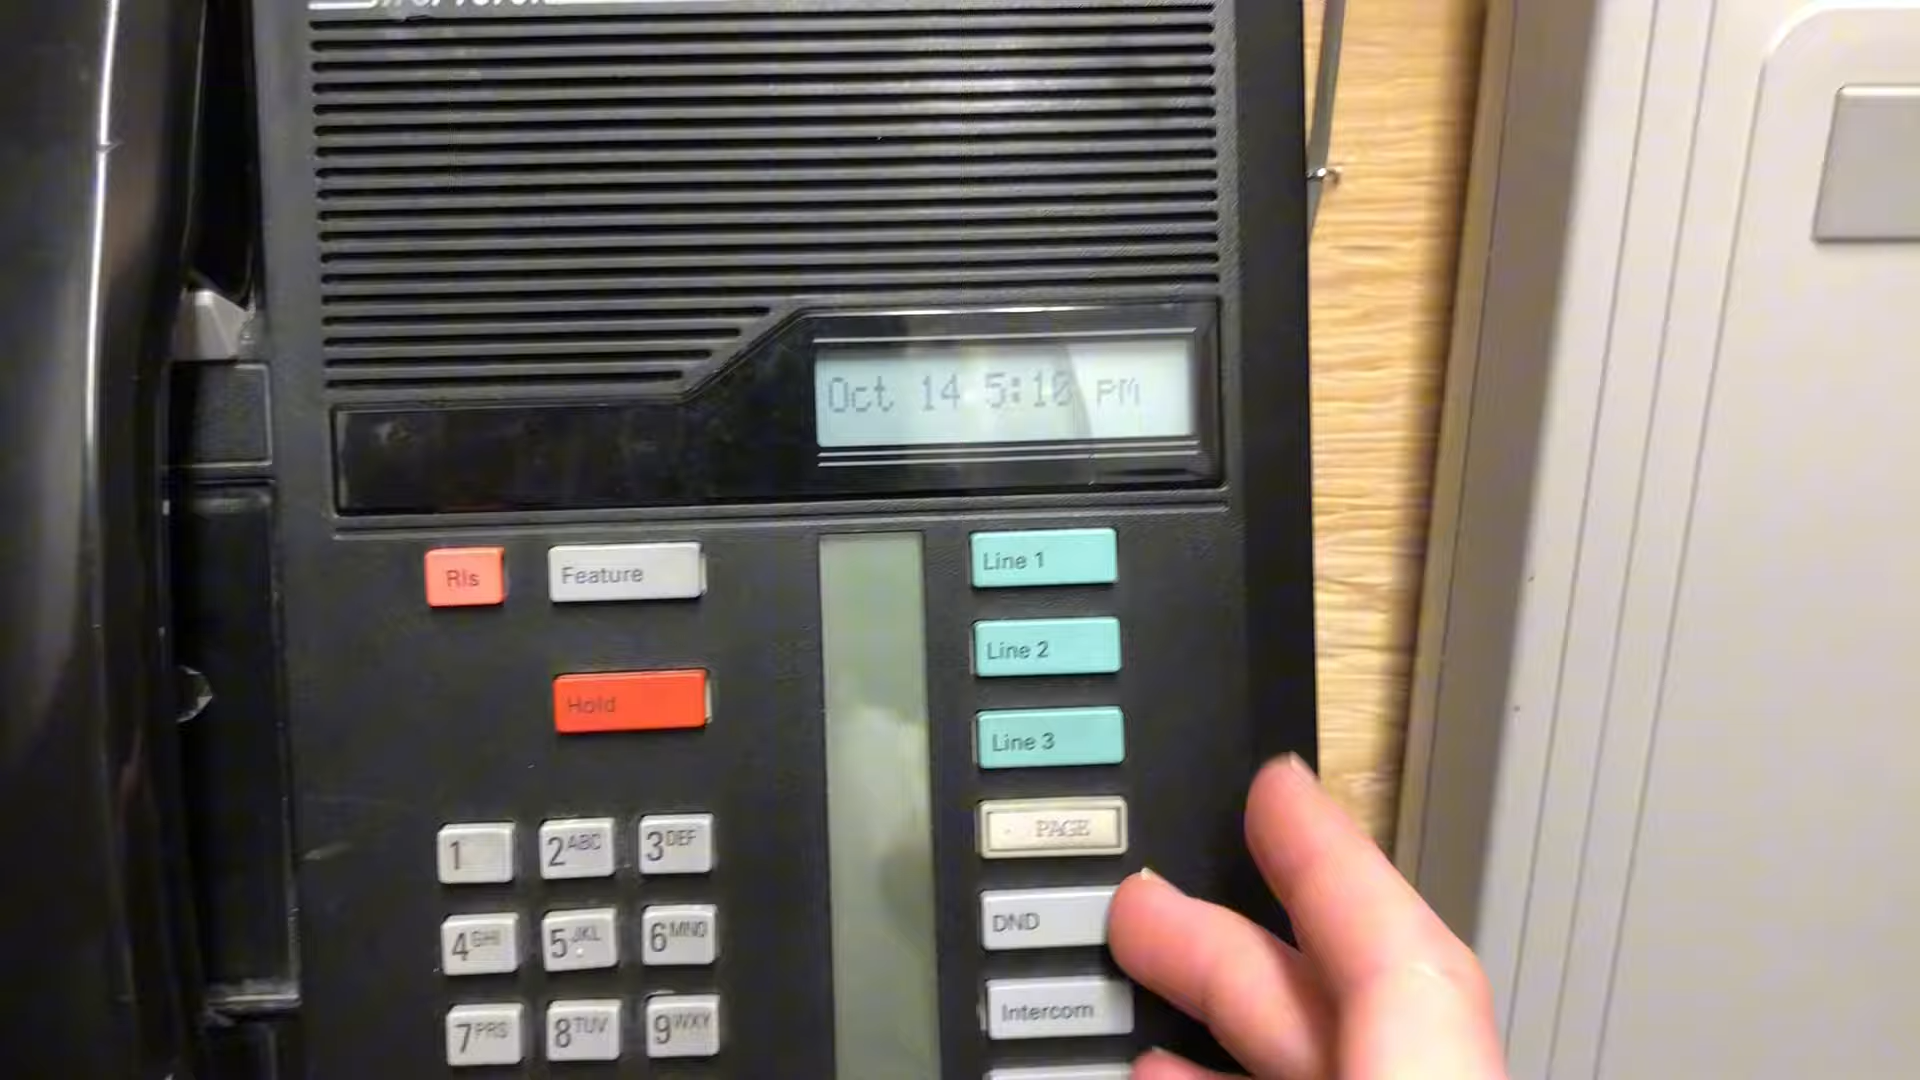 Oct 14 5:10 PM
Rls
Feature
Line 1
Line 2
Hold
Line 3
PAGE
1
2ABC
3DEF
DND
4GHI
5JKL
6MNO
Intercom
7PRS
8TUV
9WXY